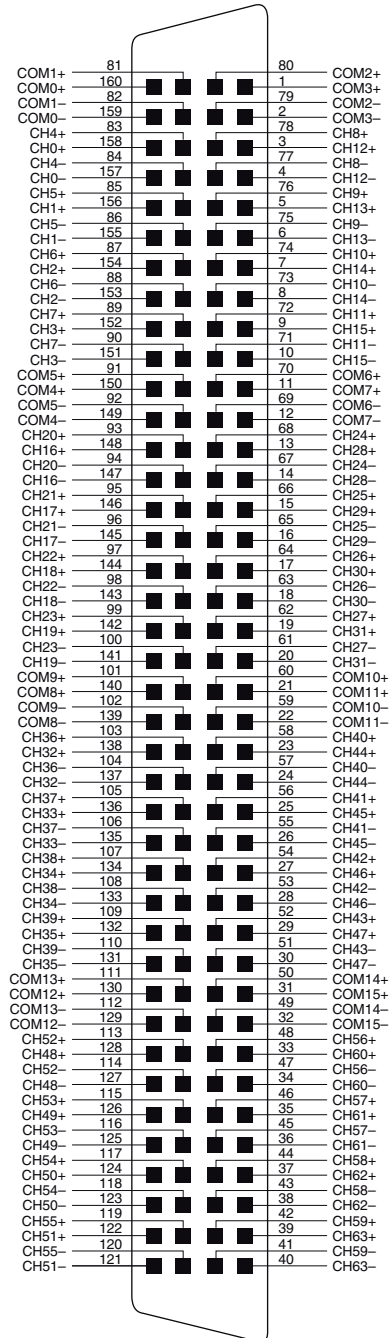 COM1+ 81 80 COM2+
COM0+ 160 1 COM3+
COM1– 82 79 COM2–
COM0– 159 2 COM3–
CH4+ 83 78 CH8+
CH0+ 158 3 CH12+
CH4– 84 77 CH8–
CH0– 157 4 CH12–
CH5+ 85 76 CH9+
CH1+ 156 5 CH13+
CH5– 86 75 CH9–
CH1– 155 6 CH13–
CH6+ 87 74 CH10+
CH2+ 154 7 CH14+
CH6– 88 73 CH10–
CH2– 153 8 CH14–
CH7+ 89 72 CH11+
CH3+ 152 9 CH15+
CH7– 90 71 CH11–
CH3– 151 10 CH15–
COM5+ 91 70 COM6+
COM4+ 150 11 COM7+
COM5– 92 69 COM6–
COM4– 149 12 COM7–
CH20+ 93 68 CH24+
CH16+ 148 13 CH28+
CH20– 94 67 CH24–
CH16– 147 14 CH28–
CH21+ 95 66 CH25+
CH17+ 146 15 CH29+
CH21– 96 65 CH25–
CH17– 145 16 CH29–
CH22+ 97 64 CH26+
CH18+ 144 17 CH30+
CH22– 98 63 CH26–
CH18– 143 18 CH30–
CH23+ 99 62 CH27+
CH19+ 142 19 CH31+
CH23– 100 61 CH27–
CH19– 141 20 CH31–
COM9+ 101 60 COM10+
COM8+ 140 21 COM11+
COM9– 102 59 COM10–
COM8– 139 22 COM11–
CH36+ 103 58 CH40+
CH32+ 138 23 CH44+
CH36– 104 57 CH40–
CH32– 137 24 CH44–
CH37+ 105 56 CH41+
CH33+ 136 25 CH45+
CH37– 106 55 CH41–
CH33– 135 26 CH45–
CH38+ 107 54 CH42+
CH34+ 134 27 CH46+
CH38– 108 53 CH42–
CH34– 133 28 CH46–
CH39+ 109 52 CH43+
CH35+ 132 29 CH47+
CH39– 110 51 CH43–
CH35– 131 30 CH47–
COM13+ 111 50 COM14+
COM12+ 130 31 COM15+
COM13– 112 49 COM14–
COM12– 129 32 COM15–
CH52+ 113 48 CH56+
CH48+ 128 33 CH60+
CH52– 114 47 CH56–
CH48– 127 34 CH60–
CH53+ 115 46 CH57+
CH49+ 126 35 CH61+
CH53– 116 45 CH57–
CH49– 125 36 CH61–
CH54+ 117 44 CH58+
CH50+ 124 37 CH62+
CH54– 118 43 CH58–
CH50– 123 38 CH62–
CH55+ 119 42 CH59+
CH51+ 122 39 CH63+
CH55– 120 41 CH59–
CH51– 121 40 CH63–